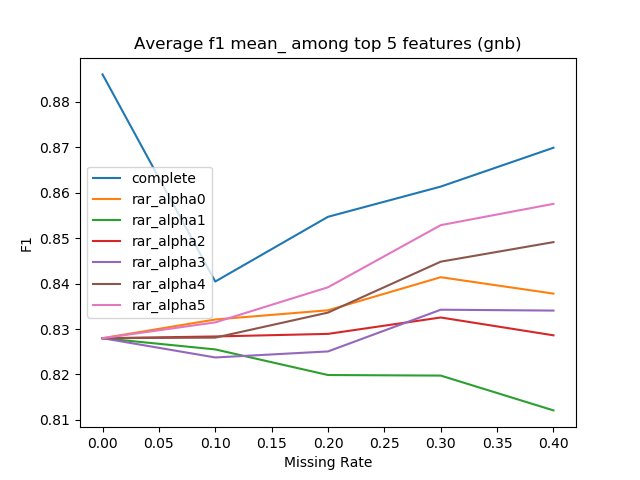 Average f1 mean_ among top 5 features (gnb)
F1
0.88
0.87
0.86
0.85
0.84
0.83
0.82
0.81
complete
rar_alpha0
rar_alpha1
rar_alpha2
rar_alpha3
rar_alpha4
rar_alpha5
0.00 0.05 0.10 0.15 0.20 0.25 0.30 0.35 0.40
Missing Rate